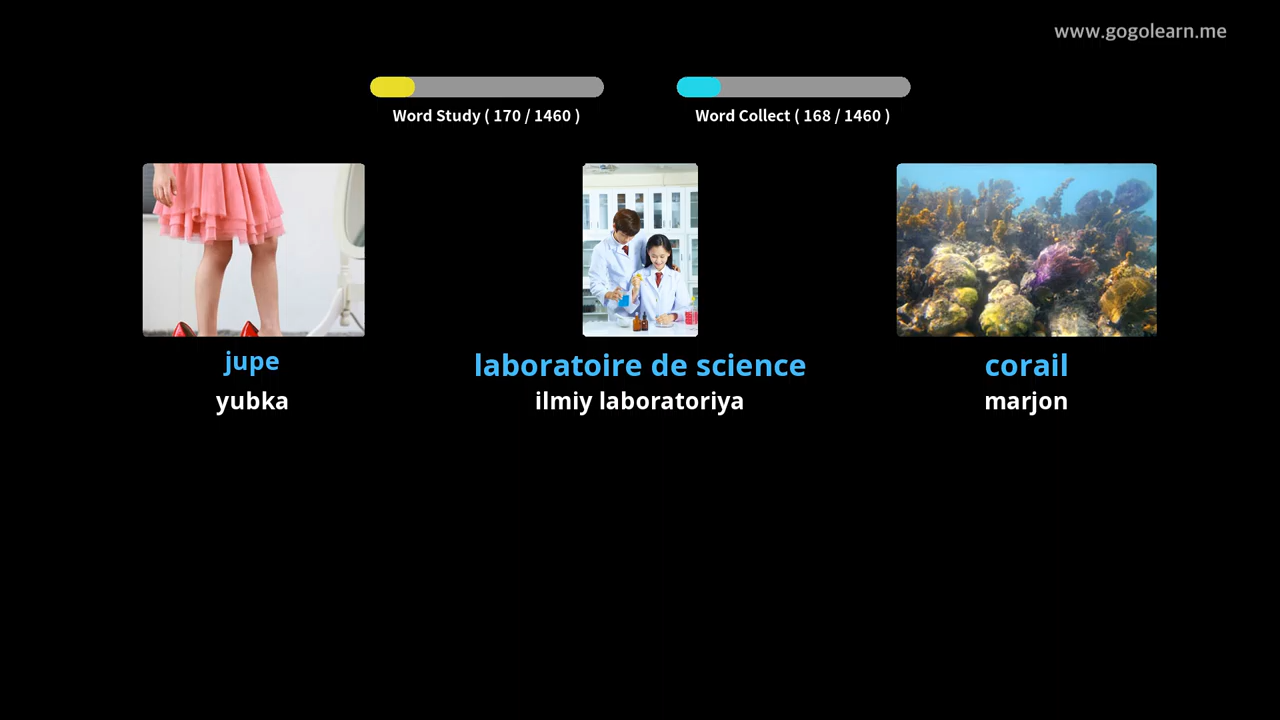 www.gogolearn.me
Word Study ( 170 / 1460 )
Word Collect ( 168 / 1460 )
jupe
yubka
laboratoire de science
ilmiy laboratoriya
corail
marjon